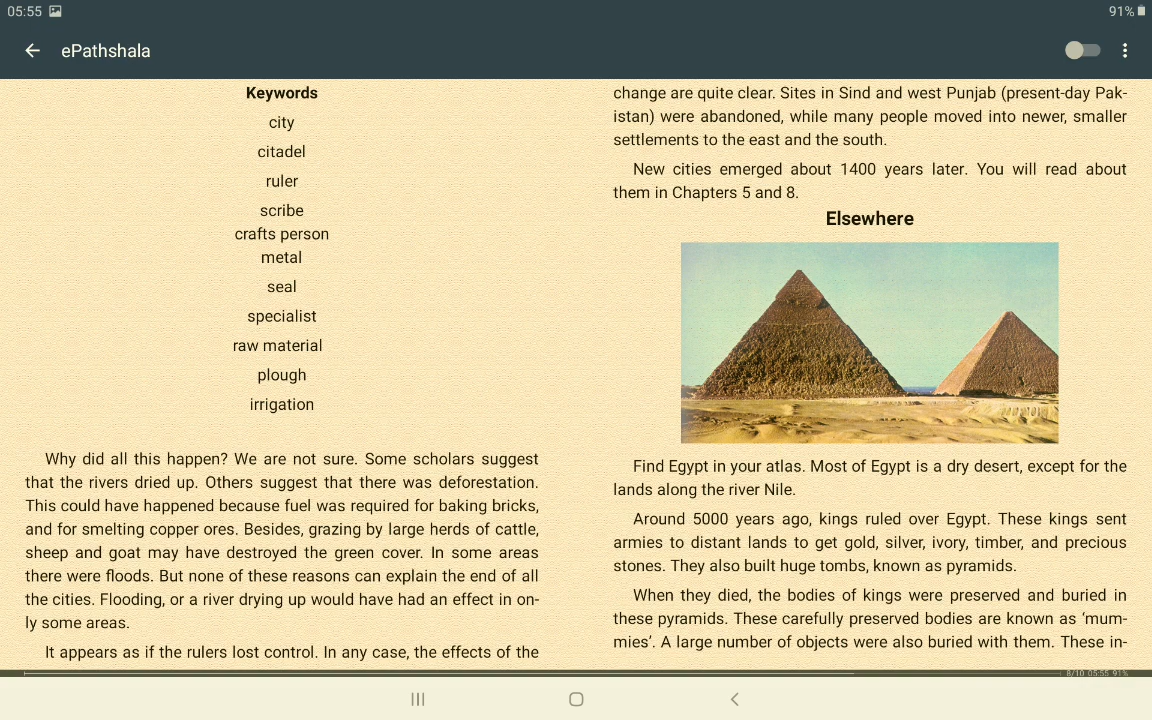 05:55
91%
ePathshala
Keywords
city
citadel
ruler
scribe
crafts person
metal
seal
specialist
raw material
plough
irrigation
Why did all this happen? We are not sure. Some scholars suggest
that the rivers dried up. Others suggest that there was deforestation.
This could have happened because fuel was required for baking bricks,
and for smelting copper ores. Besides, grazing by large herds of cattle,
sheep and goat may have destroyed the green cover. In some areas
there were floods. But none of these reasons can explain the end of all
the cities. Flooding, or a river drying up would have had an effect in on-
ly some areas.
It appears as if the rulers lost control. In any case, the effects of the
change are quite clear. Sites in Sind and west Punjab (present-day Pak-
istan) were abandoned, while many people moved into newer, smaller
settlements to the east and the south.
New cities emerged about 1400 years later. You will read about
them in Chapters 5 and 8.
Elsewhere
Find Egypt in your atlas. Most of Egypt is a dry desert, except for the
lands along the river Nile.
Around 5000 years ago, kings ruled over Egypt. These kings sent
armies to distant lands to get gold, silver, ivory, timber, and precious
stones. They also built huge tombs, known as pyramids.
When they died, the bodies of kings were preserved and buried in
these pyramids. These carefully preserved bodies are known as ‘mum-
mies’. A large number of objects were also buried with them. These in-
8/10 05:55 91%